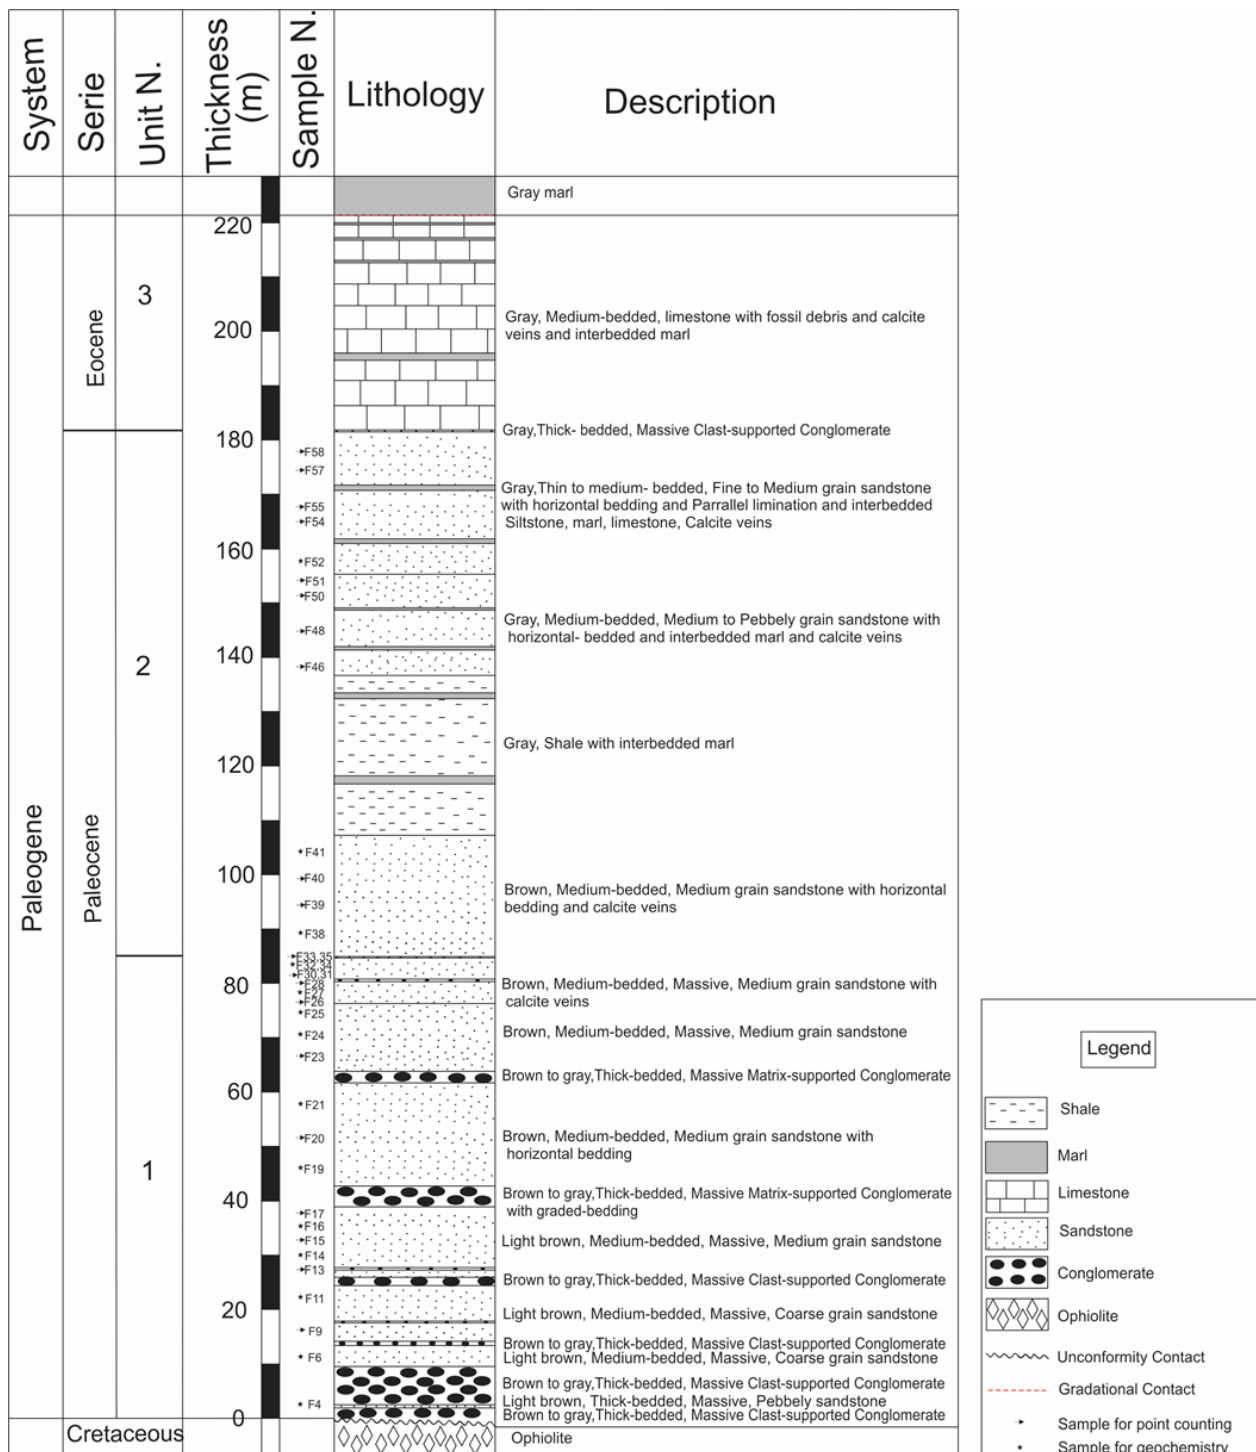 System
Serie
Unit N.
Thickness
(m)
Sample N.
Lithology
Description
Gray marl
220
3
Gray, Medium-bedded, limestone with fossil debris and calcite
veins and interbedded marl
200
Eocene
Gray,Thick- bedded, Massive Clast-supported Conglomerate
180
F58
F57
Gray,Thin to medium- bedded, Fine to Medium grain sandstone
with horizontal bedding and Parrallel limination and interbedded
Siltstone, marl, limestone, Calcite veins
F55
F54
160
F52
F51
F50
Gray, Medium-bedded, Medium to Pebbely grain sandstone with
horizontal- bedded and interbedded marl and calcite veins
F48
140
F46
2
Gray, Shale with interbedded marl
120
Paleogene
Paleocene
F41
100
F40
Brown, Medium-bedded, Medium grain sandstone with horizontal
bedding and calcite veins
F39
F38
F33,35
F32,34
F30,31
80
F28
F27
F26
F25
Brown, Medium-bedded, Massive, Medium grain sandstone with
calcite veins
F24
Brown, Medium-bedded, Massive, Medium grain sandstone
F23
Brown to gray,Thick-bedded, Massive Matrix-supported Conglomerate
60
F21
F20
Brown, Medium-bedded, Medium grain sandstone with
horizontal bedding
F19
1
40
Brown to gray,Thick-bedded, Massive Matrix-supported Conglomerate
with graded-bedding
F17
F16
F15
Light brown, Medium-bedded, Massive, Medium grain sandstone
F14
F13
Brown to gray,Thick-bedded, Massive Clast-supported Conglomerate
F11
20
Light brown, Medium-bedded, Massive, Coarse grain sandstone
F9
Brown to gray,Thick-bedded, Massive Clast-supported Conglomerate
F6
Light brown, Medium-bedded, Massive, Coarse grain sandstone
Brown to gray,Thick-bedded, Massive Clast-supported Conglomerate
F4
Light brown, Thick-bedded, Massive, Pebbely sandstone
0
Brown to gray,Thick-bedded, Massive Clast-supported Conglomerate
Cretaceous
Ophiolite
Legend
Shale
Marl
Limestone
Sandstone
Conglomerate
Ophiolite
Unconformity Contact
Gradational Contact
Sample for point counting
Sample for geochemistry